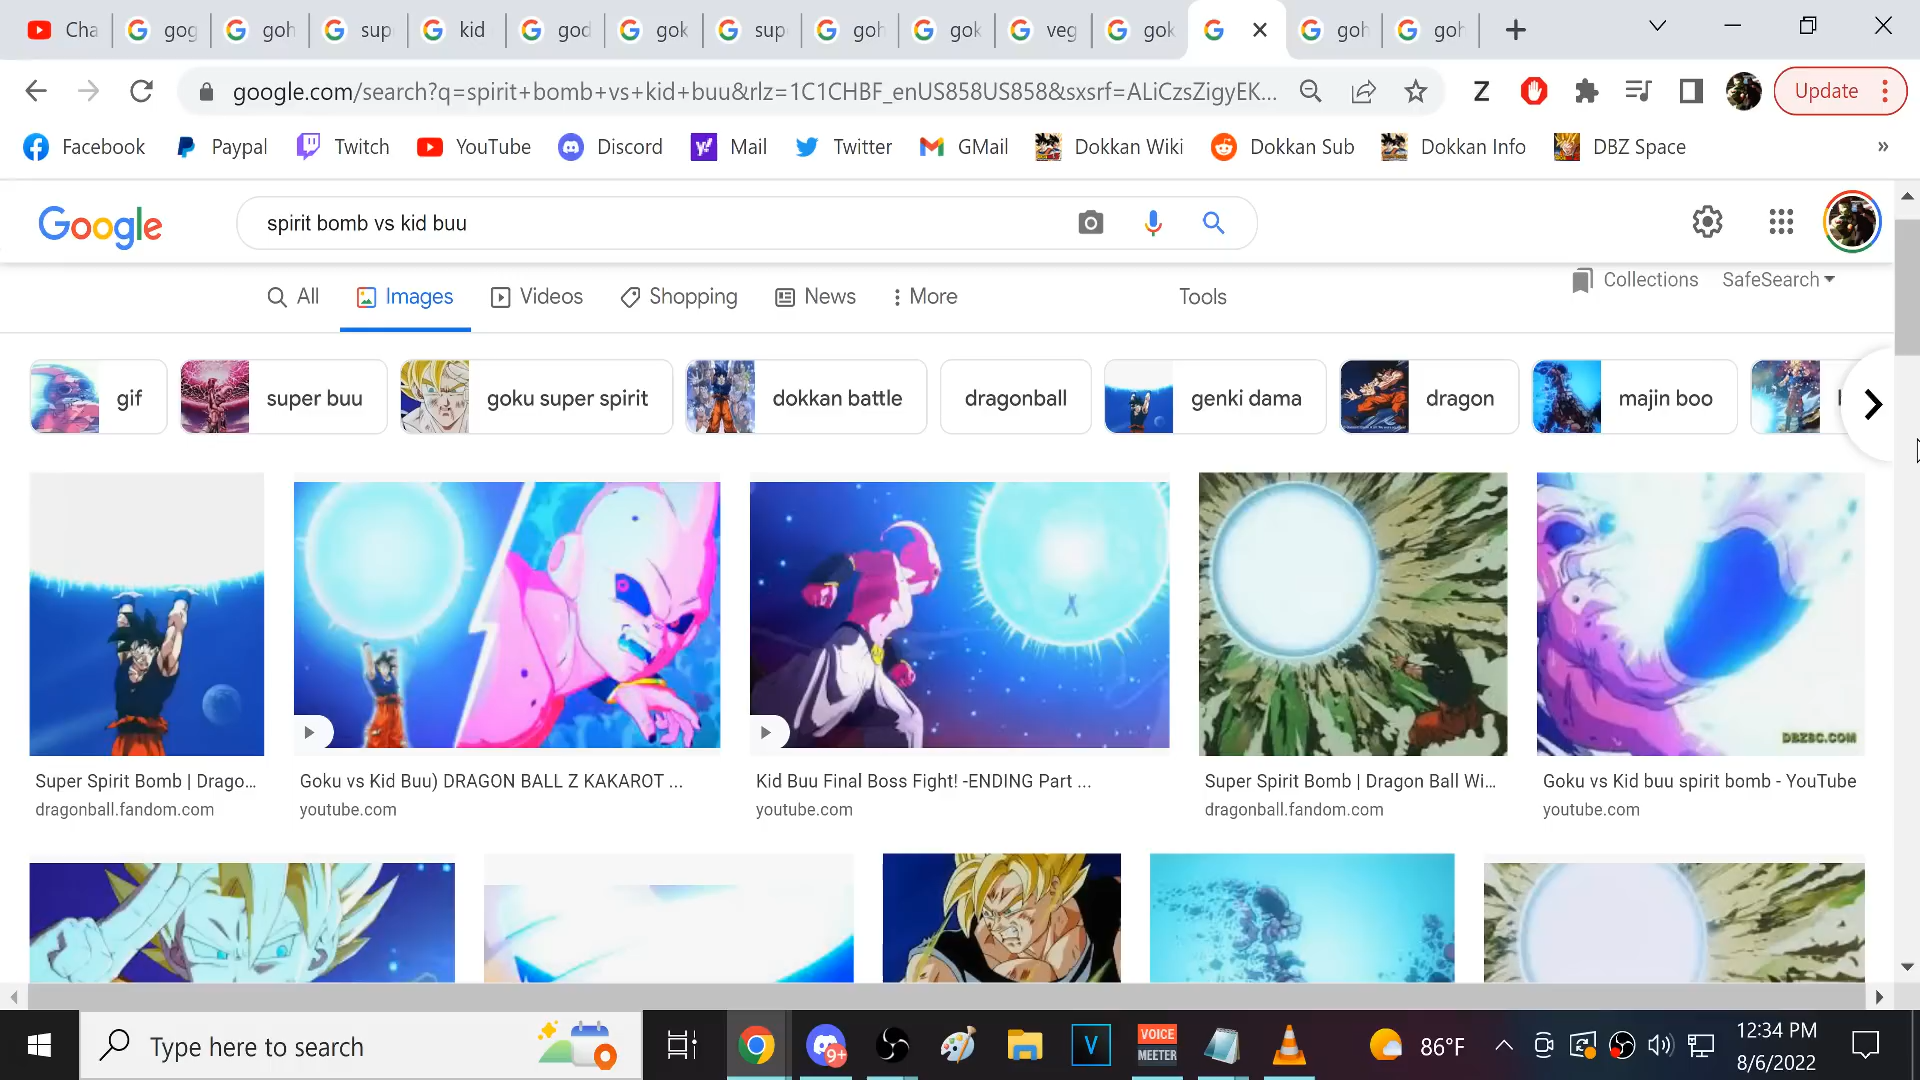 Cha gog goh sup kid god gok sup goh gok veg gok goh goh
google.com/search?q=spirit+bomb+vs+kid+buu&rlz=1C1CHBF_enUS858US858&sxsrf=ALiCzsZigyEK...
Z Update
Facebook Paypal Twitch YouTube Discord Mail Twitter GMail Dokkan Wiki Dokkan Sub Dokkan Info DBZ Space »
Google spirit bomb vs kid buu
All Images Videos Shopping News More Tools Collections SafeSearch
gif super buu goku super spirit dokkan battle dragonball genki dama dragon majin boo
DBZSC.COM
Super Spirit Bomb | Drago... Goku vs Kid Buu) DRAGON BALL Z KAKAROT ... Kid Buu Final Boss Fight! -ENDING Part ... Super Spirit Bomb | Dragon Ball Wi... Goku vs Kid buu spirit bomb - YouTube
dragonball.fandom.com youtube.com youtube.com dragonball.fandom.com youtube.com
Type here to search 9+ V VOICE MEETER 86°F 12:34 PM
8/6/2022